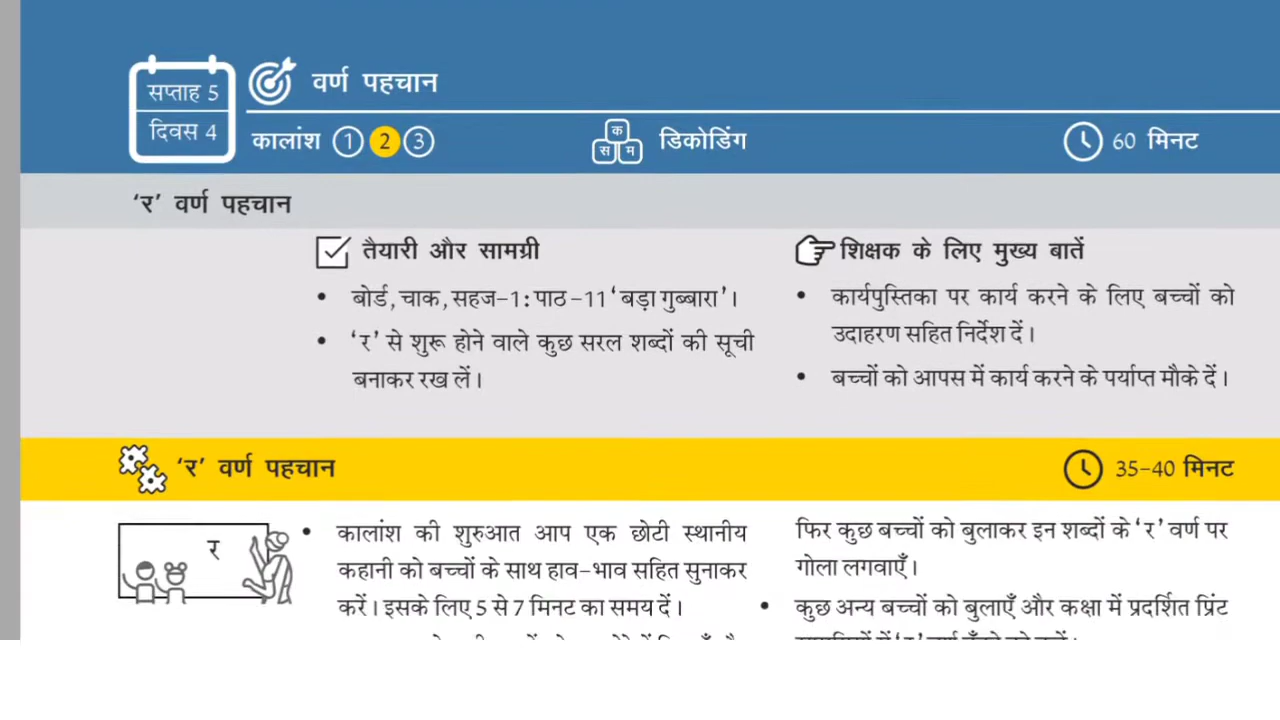 सप्ताह 5
दिवस 4
वर्ण पहचान
कालांश 1 2 3
क
स म
डिकोडिंग
60 मिनट
‘र’ वर्ण पहचान
तैयारी और सामग्री
• बोर्ड, चाक, सहज-1: पाठ -11 ‘बड़ा गुब्बारा’।
• ‘र’ से शुरू होने वाले कुछ सरल शब्दों की सूची
बनाकर रख लें।
शिक्षक के लिए मुख्य बातें
• कार्यपुस्तिका पर कार्य करने के लिए बच्चों को
उदाहरण सहित निर्देश दें।
• बच्चों को आपस में कार्य करने के पर्याप्त मौके दें।
‘र’ वर्ण पहचान
35-40 मिनट
र
• कालांश की शुरुआत आप एक छोटी स्थानीय
कहानी को बच्चों के साथ हाव-भाव सहित सुनाकर
करें। इसके लिए 5 से 7 मिनट का समय दें।
फिर कुछ बच्चों को बुलाकर इन शब्दों के ‘र’ वर्ण पर
गोला लगवाएँ।
• कुछ अन्य बच्चों को बुलाएँ और कक्षा में प्रदर्शित प्रिंट